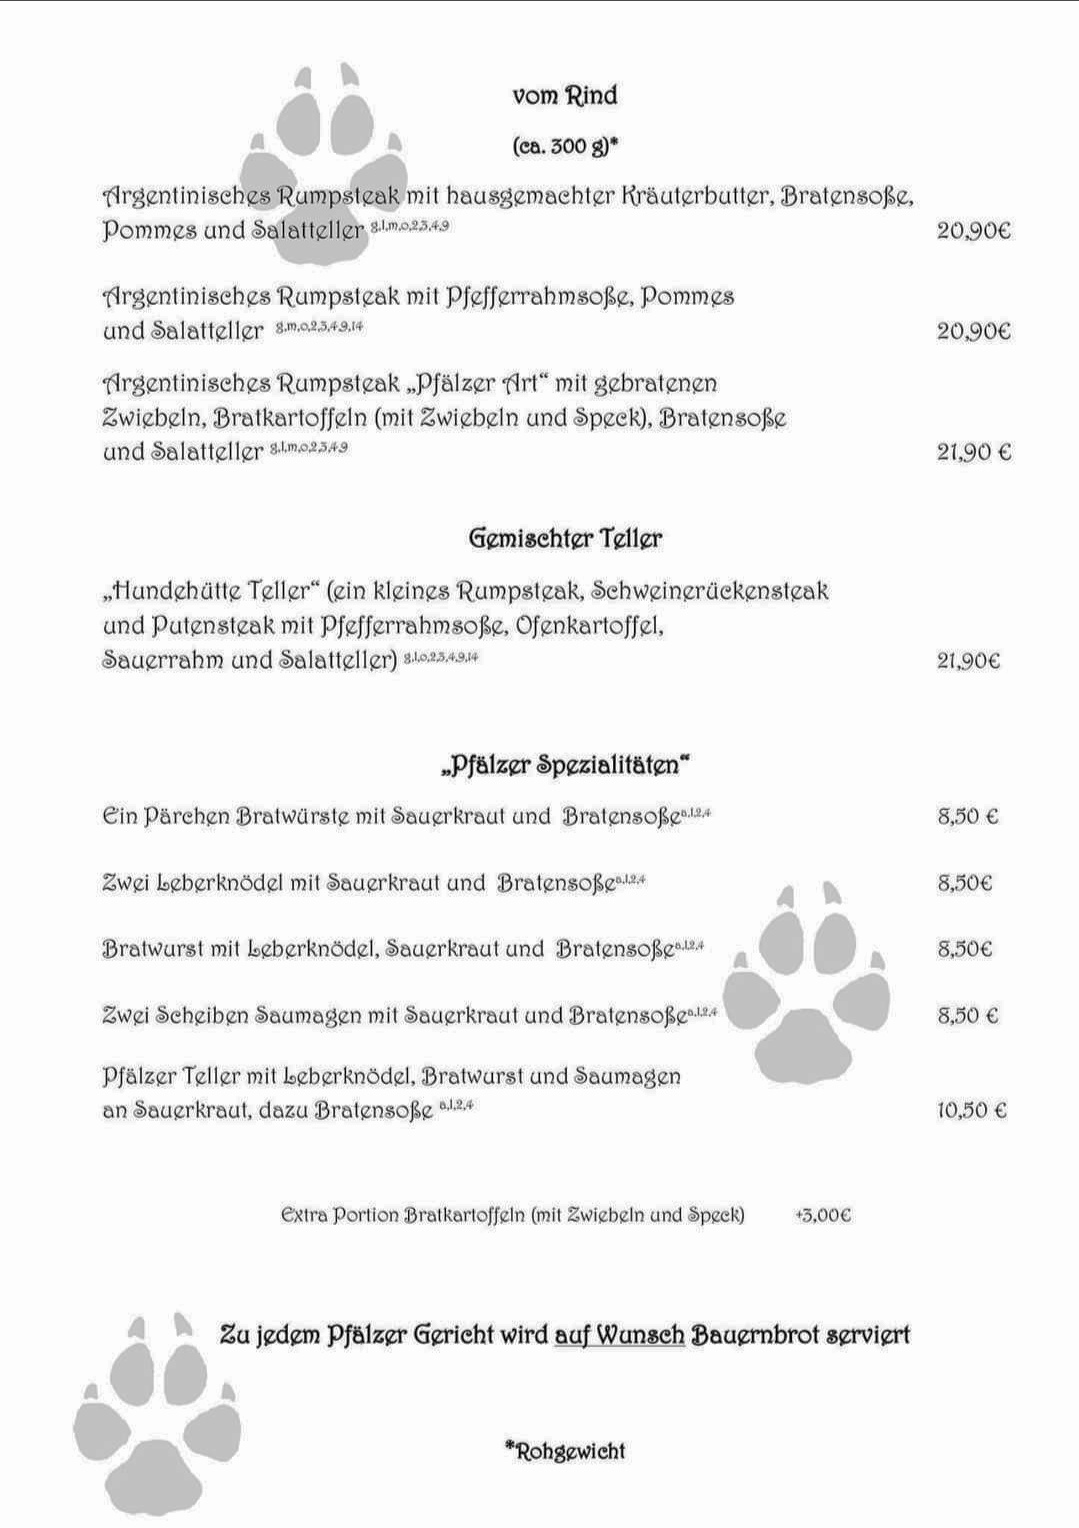 vom Rind
(ca. 300 g)*
Argentinisches Rumpsteak mit hausgemachter Kräuterbutter, Bratensoße,
Pommes und Salatteller g,l,m,o,2,3,4,9 20,90€
Argentinisches Rumpsteak mit Pfefferrahmsoße, Pommes
und Salatteller g,m,o,2,3,4,9,14 20,90€
Argentinisches Rumpsteak „Pfälzer Art“ mit gebratenen
Zwiebeln, Bratkartoffeln (mit Zwiebeln und Speck), Bratensoße
und Salatteller g,l,m,o,2,3,4,9 21,90 €
Gemischter Teller
„Hundehütte Teller“ (ein kleines Rumpsteak, Schweinerückensteak
und Putensteak mit Pfefferrahmsoße, Ofenkartoffel,
Sauerrahm und Salatteller) g,l,o,2,3,4,9,14 21,90€
„Pfälzer Spezialitäten“
Ein Pärchen Bratwürste mit Sauerkraut und Bratensoße a,l,2,4 8,50 €
Zwei Leberknödel mit Sauerkraut und Bratensoße a,l,2,4 8,50€
Bratwurst mit Leberknödel, Sauerkraut und Bratensoße a,l,2,4 8,50€
Zwei Scheiben Saumagen mit Sauerkraut und Bratensoße a,l,2,4 8,50 €
Pfälzer Teller mit Leberknödel, Bratwurst und Saumagen
an Sauerkraut, dazu Bratensoße a,l,2,4 10,50 €
Extra Portion Bratkartoffeln (mit Zwiebeln und Speck) +3,00€
Zu jedem Pfälzer Gericht wird auf Wunsch Bauernbrot serviert
*Rohgewicht